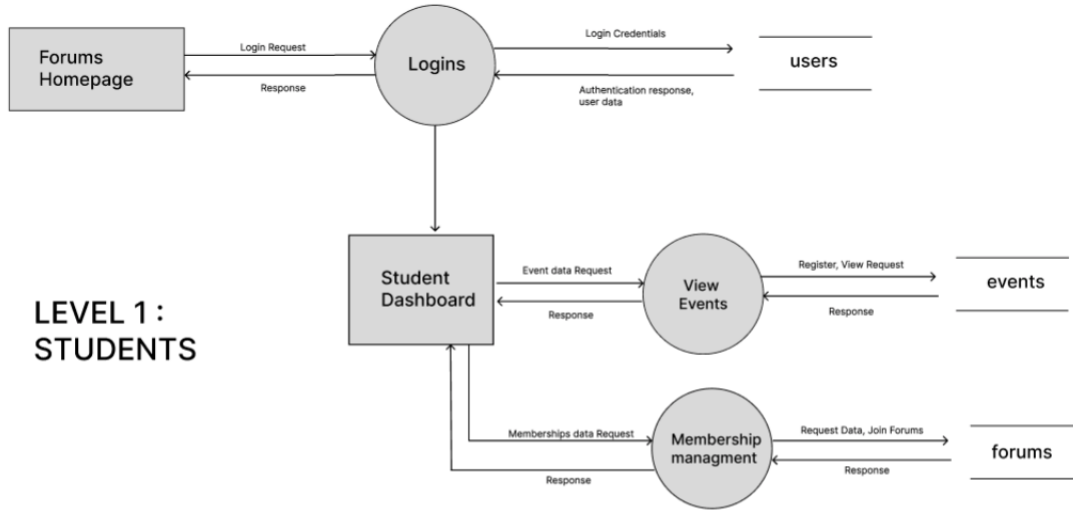 Forums
Homepage
Login Request
Response
Logins
Login Credentials
Authentication response,
user data
users
LEVEL 1 :
STUDENTS
Student
Dashboard
Event data Request
Response
View
Events
Register, View Request
Response
events
Memberships data Request
Response
Membership
managment
Request Data, Join Forums
Response
forums